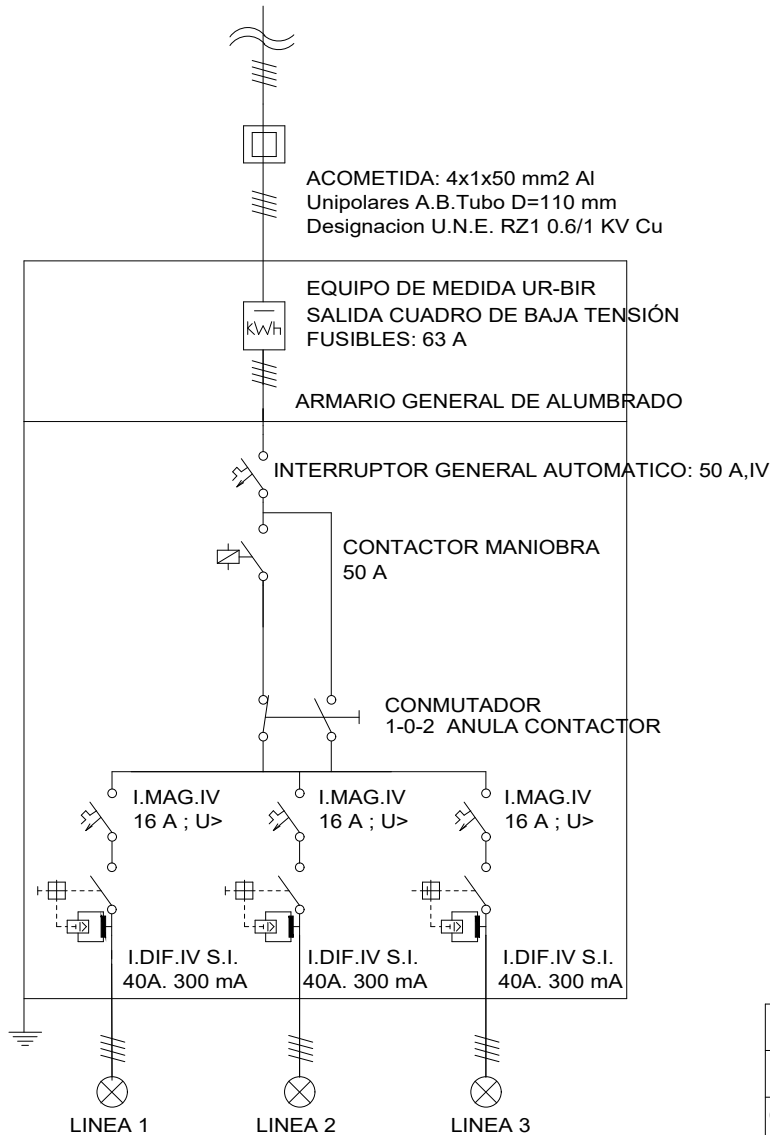 ACOMETIDA: 4x1x50 mm2 Al
Unipolares A.B.Tubo D=110 mm
Designacion U.N.E. RZ1 0.6/1 KV Cu
EQUIPO DE MEDIDA UR-BIR
SALIDA CUADRO DE BAJA TENSIÓN
FUSIBLES: 63 A
KWh
ARMARIO GENERAL DE ALUMBRADO
INTERRUPTOR GENERAL AUTOMATICO: 50 A,IV
CONTACTOR MANIOBRA
50 A
CONMUTADOR
1-0-2 ANULA CONTACTOR
I.MAG.IV
16 A ; U>
I.MAG.IV
16 A ; U>
I.MAG.IV
16 A ; U>
I.DIF.IV S.I.
40A. 300 mA
I.DIF.IV S.I.
40A. 300 mA
I.DIF.IV S.I.
40A. 300 mA
LINEA 1
LINEA 2
LINEA 3